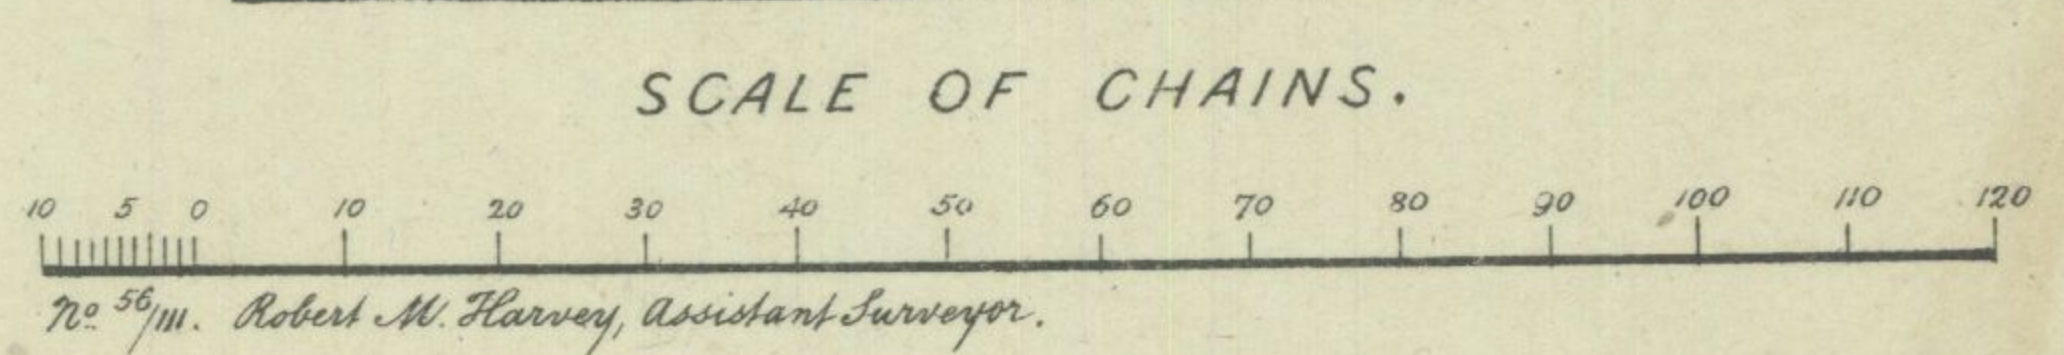 SCALE OF CHAINS.
10 5 0 10 20 30 40 50 60 70 80 90 100 110 120
No. 56/III. Robert M. Harvey, Assistant Surveyor.